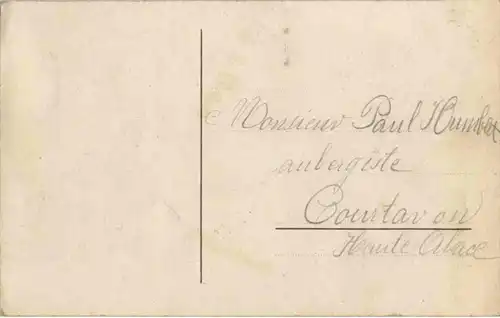 Monsieur Paul Humbert
aubergiste
Courtavon
Haute Alsace